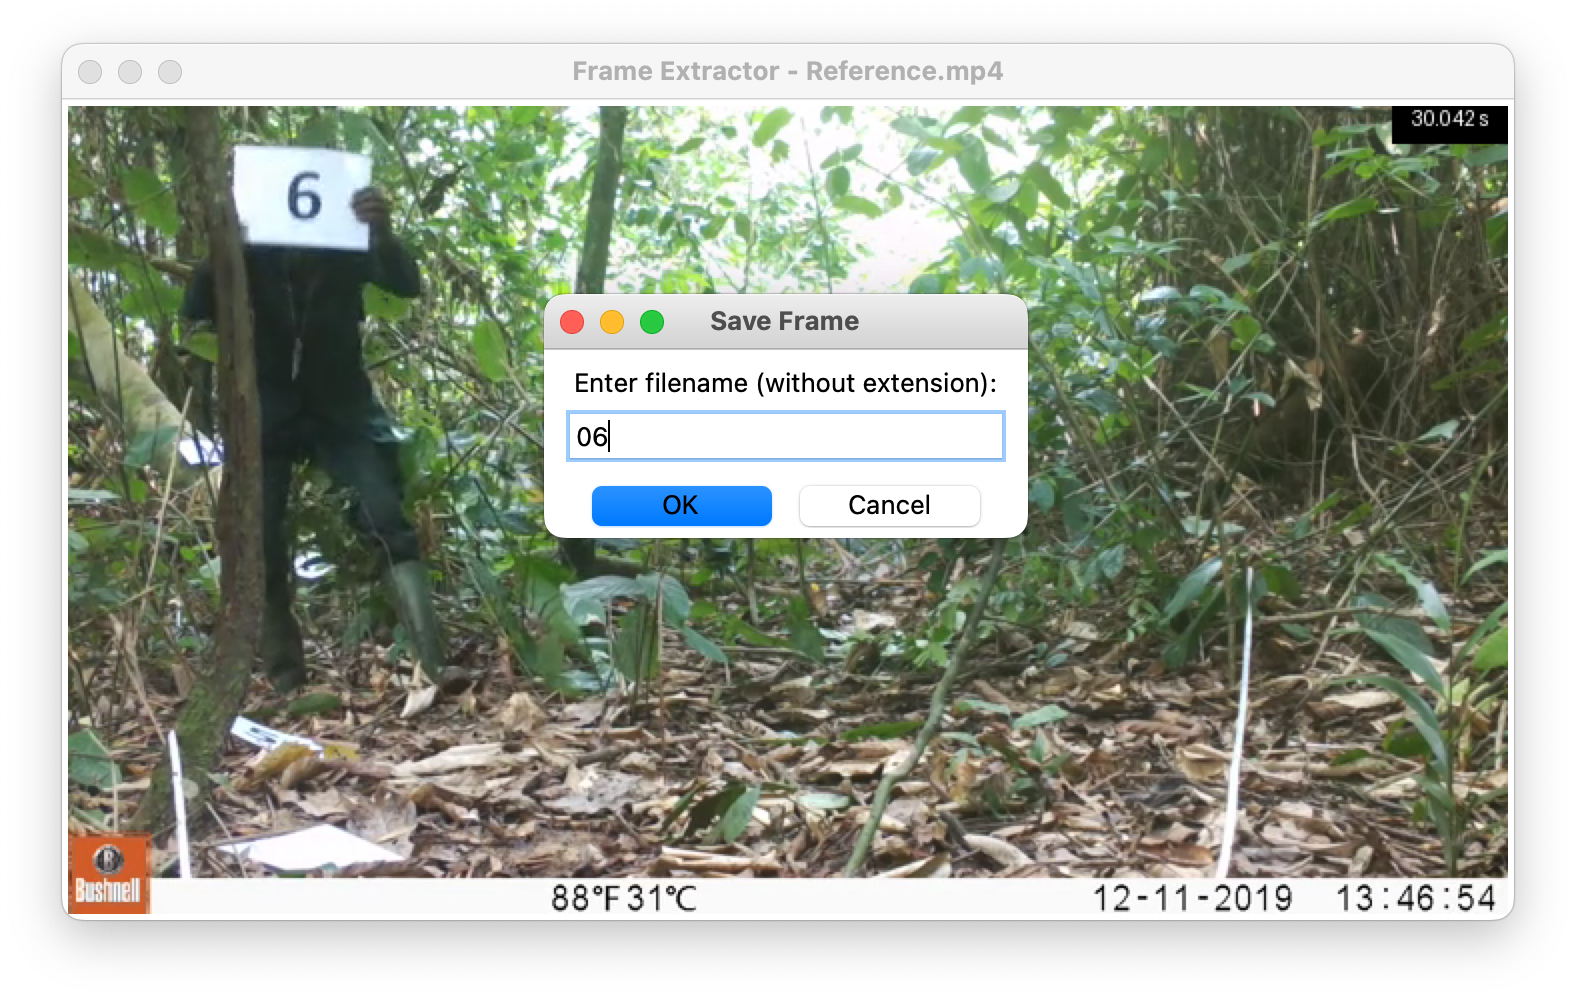 Frame Extractor - Reference.mp4
30.042 s
6
Save Frame
Enter filename (without extension):
06
OK
Cancel
Bushnell
88°F31°C
12-11-2019 13:46:54